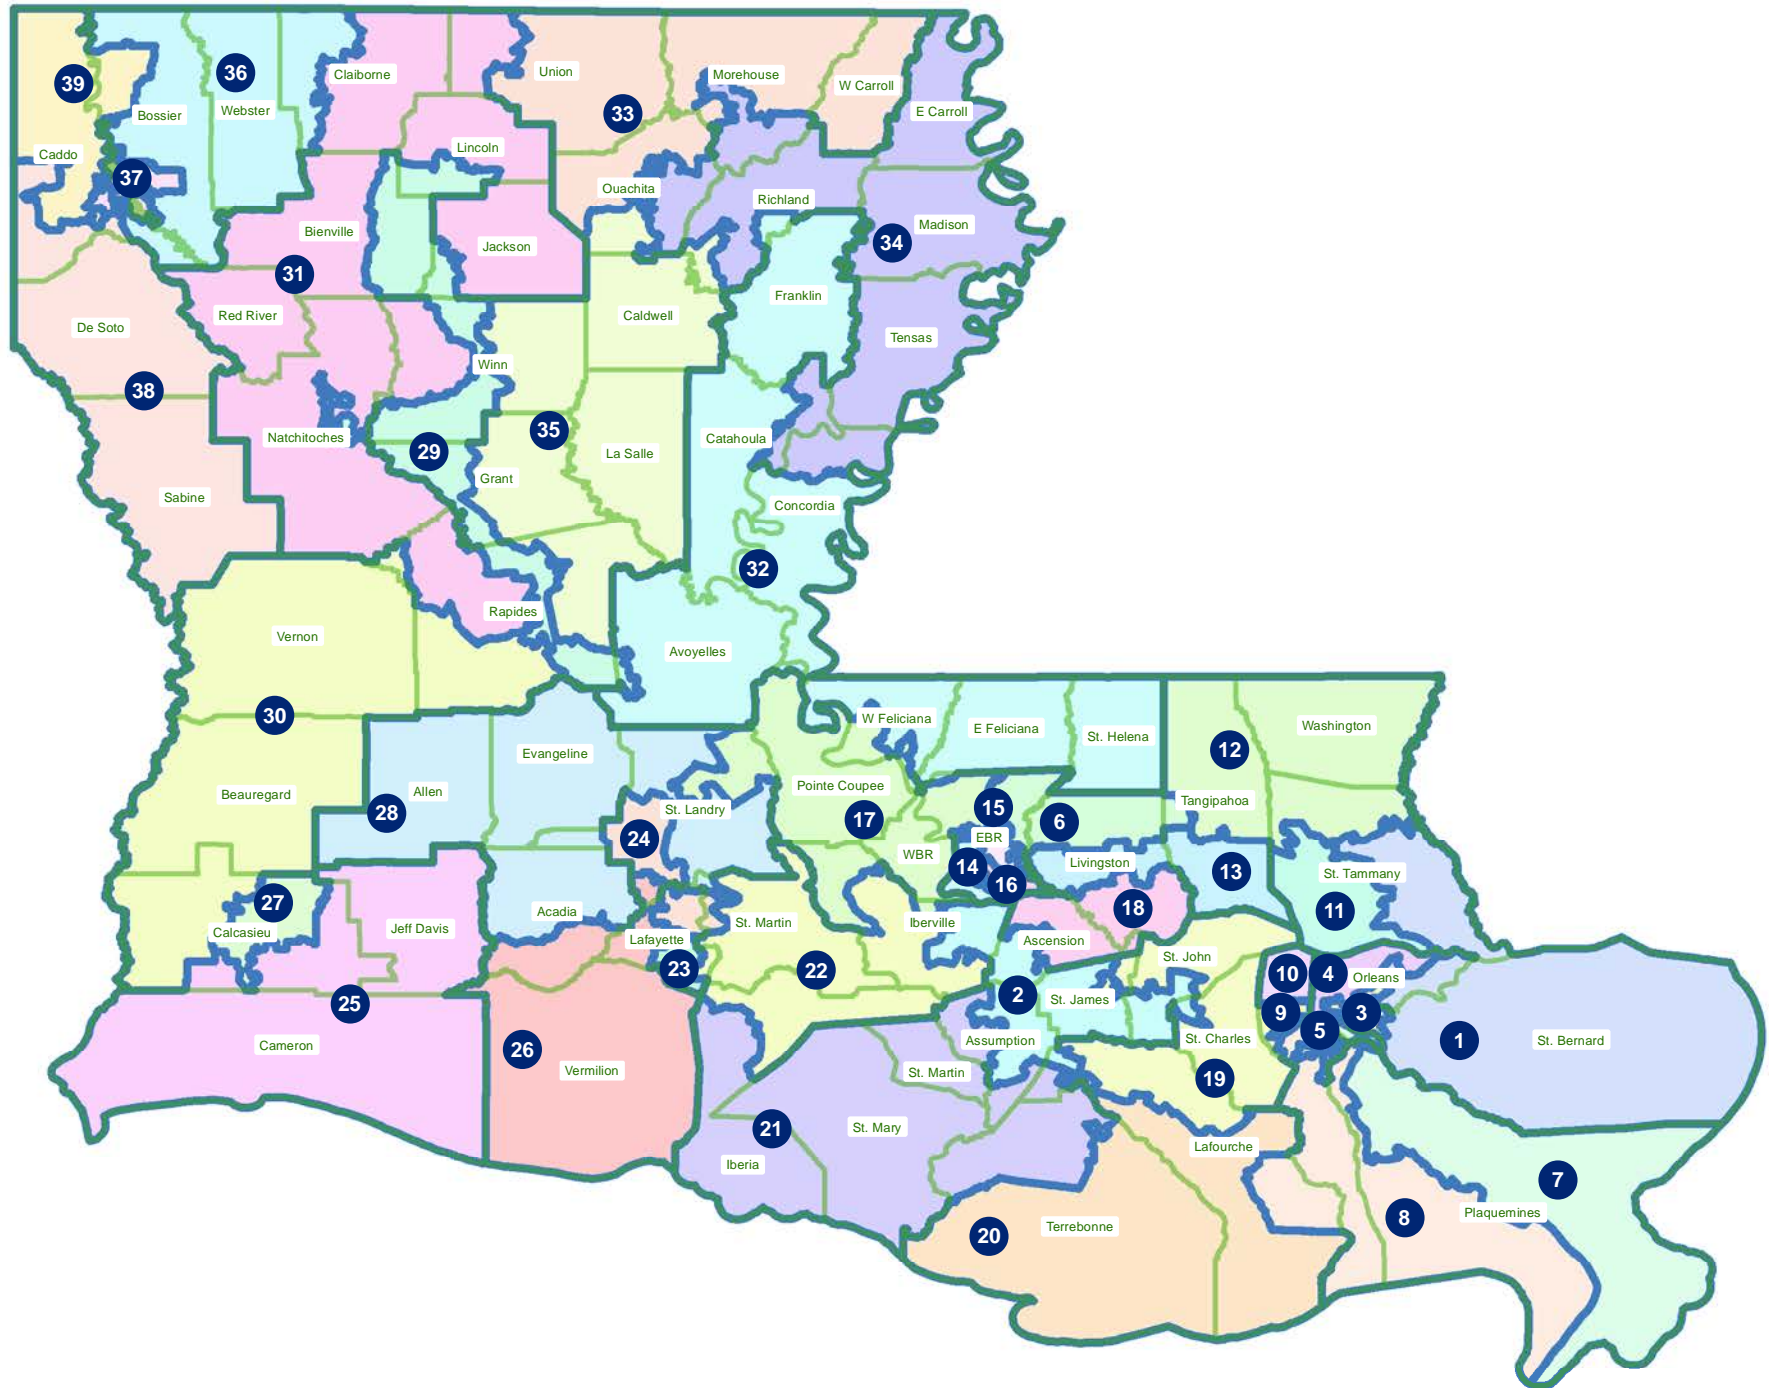 39
36
Claiborne
Union
Morehouse
W Carroll
Bossier
Webster
33
E Carroll
Caddo
Lincoln
37
Ouachita
Richland
Bienville
Jackson
34
Madison
31
Franklin
De Soto
Red River
Caldwell
Tensas
Winn
38
Natchitoches
29
35
Catahoula
La Salle
Sabine
Grant
Concordia
32
Rapides
Vernon
Avoyelles
30
W Feliciana
E Feliciana
St. Helena
12
Washington
Evangeline
Beauregard
Allen
28
Pointe Coupee
Tangipahoa
St. Landry
15
17
6
24
EBR
WBR
14
Livingston
16
13
St. Tammany
27
Calcasieu
Acadia
Jeff Davis
St. Martin
Iberville
18
11
Lafayette
Ascension
23
22
St. John
10
4
Orleans
2
St. James
25
9
3
5
Cameron
26
Assumption
St. Charles
1
St. Bernard
Vermilion
St. Martin
19
21
St. Mary
Lafourche
Iberia
7
20
Terrebonne
8
Plaquemines